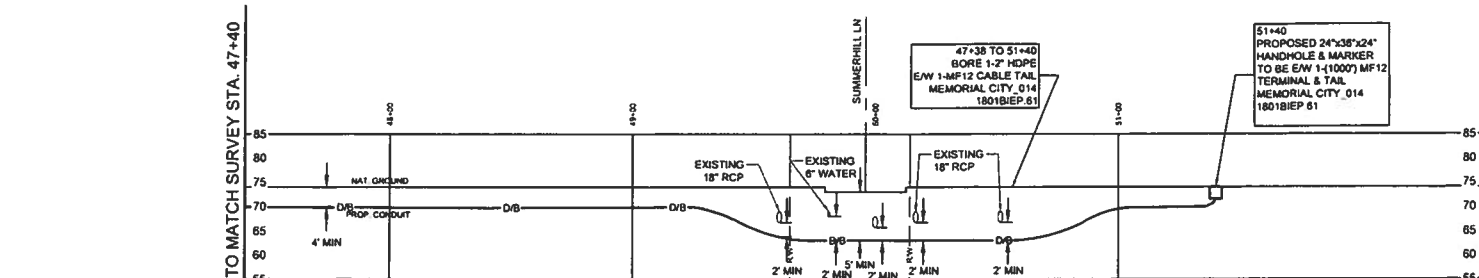 TO MATCH SURVEY STA. 47+40
85
80
75
70
65
60
55
48+00
49+00
SUMMERHILL LN
50+00
51+00
47+38 TO 51+40
BORE 1-2" HDPE
E/W 1-MF12 CABLE TAIL
MEMORIAL CITY_014
1801BIEP.61
51+40
PROPOSED 24"x36"x24"
HANDHOLE & MARKER
TO BE E/W 1-(1000') MF12
TERMINAL & TAIL
MEMORIAL CITY_014
1801BIEP.61
85
80
75
70
65
60
55
NAT. GROUND
D/B
PROP. CONDUIT
4' MIN
D/B
D/B
EXISTING
18" RCP
EXISTING
6" WATER
EXISTING
18" RCP
D/B
D/B
R/W
R/W
2' MIN
2' MIN
5' MIN
2' MIN
2' MIN
2' MIN